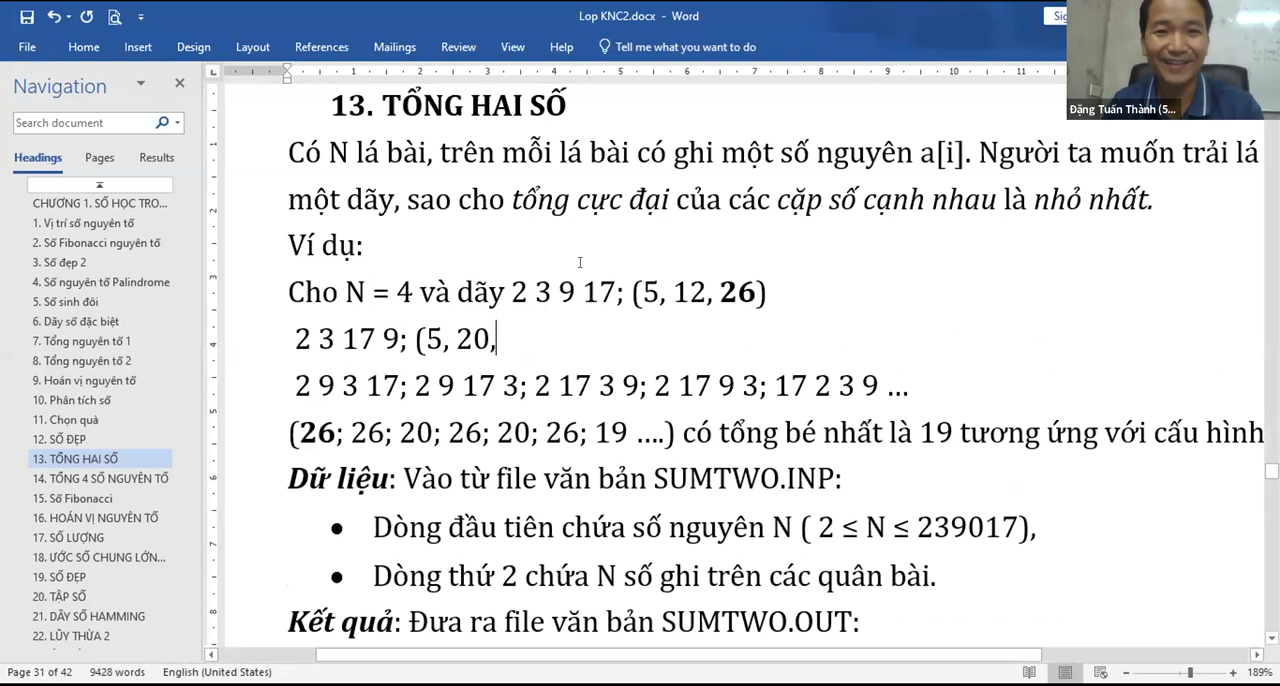 Lop KNC2.docx - Word
File Home Insert Design Layout References Mailings Review View Help Tell me what you want to do
Đặng Tuấn Thành (5...
Navigation
Search document
Headings Pages Results
CHƯƠNG 1. SỐ HỌC TRO...
1. Vị trí số nguyên tố
2. Số Fibonacci nguyên tố
3. Số đẹp 2
4. Số nguyên tố Palindrome
5. Số sinh đôi
6. Dãy số đặc biệt
7. Tổng nguyên tố 1
8. Tổng nguyên tố 2
9. Hoán vị nguyên tố
10. Phân tích số
11. Chọn quà
12. SỐ ĐẸP
13. TỔNG HAI SỐ
14. TỔNG 4 SỐ NGUYÊN TỐ
15. Số Fibonacci
16. HOÁN VỊ NGUYÊN TỐ
17. SỐ LƯỢNG
18. ƯỚC SỐ CHUNG LỚN...
19. SỐ ĐẸP
20. TẬP SỐ
21. DÃY SỐ HAMMING
22. LŨY THỪA 2
1 2 3 4 5 6 7 8 9 10 11
13. TỔNG HAI SỐ
Có N lá bài, trên mỗi lá bài có ghi một số nguyên a[i]. Người ta muốn trải lá
một dãy, sao cho tổng cực đại của các cặp số cạnh nhau là nhỏ nhất.
Ví dụ:
Cho N = 4 và dãy 2 3 9 17; (5, 12, 26)
2 3 17 9; (5, 20,
2 9 3 17; 2 9 17 3; 2 17 3 9; 2 17 9 3; 17 2 3 9 ...
(26; 26; 20; 26; 20; 26; 19 ....) có tổng bé nhất là 19 tương ứng với cấu hình
Dữ liệu: Vào từ file văn bản SUMTWO.INP:
• Dòng đầu tiên chứa số nguyên N ( 2 ≤ N ≤ 239017),
• Dòng thứ 2 chứa N số ghi trên các quân bài.
Kết quả: Đưa ra file văn bản SUMTWO.OUT:
Page 31 of 42 9428 words English (United States) 189%